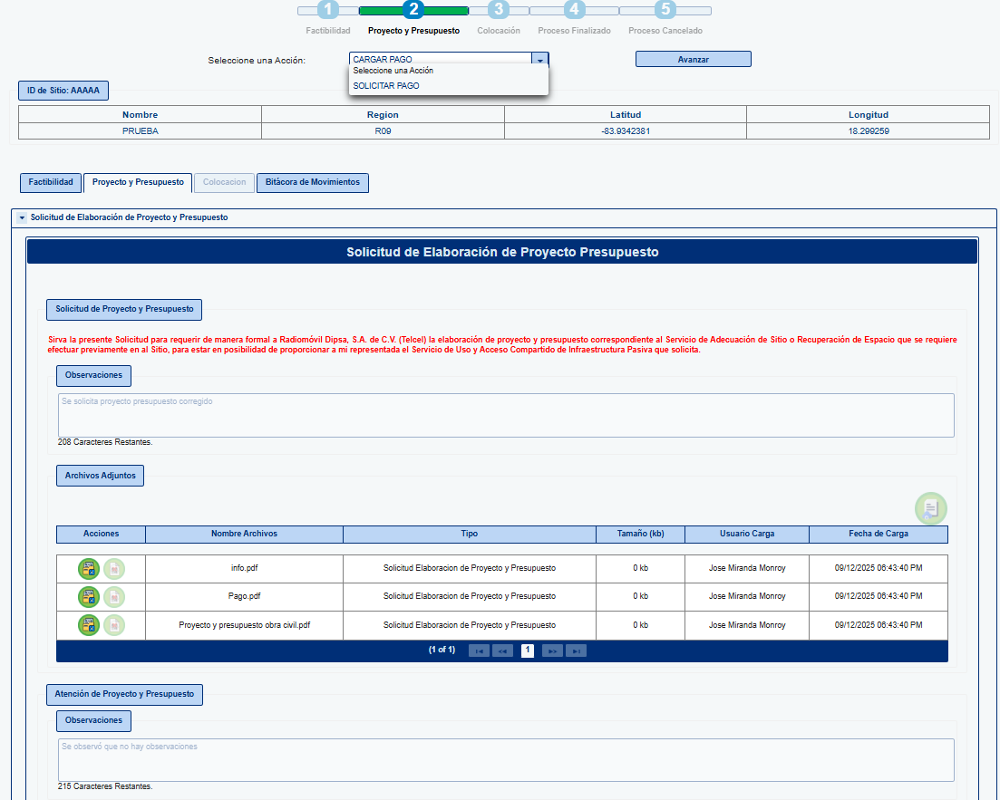 1 2 3 4 5
Factibilidad Proyecto y Presupuesto Colocación Proceso Finalizado Proceso Cancelado
Seleccione una Acción: CARGAR PAGO Avanzar
Seleccione una Acción
SOLICITAR PAGO
ID de Sitio: AAAAA
Nombre Region Latitud Longitud
PRUEBA R09 -83.9342381 18.299259
Factibilidad Proyecto y Presupuesto Colocacion Bitácora de Movimientos
Solicitud de Elaboración de Proyecto y Presupuesto
Solicitud de Elaboración de Proyecto Presupuesto
Solicitud de Proyecto y Presupuesto
Sirva la presente Solicitud para requerir de manera formal a Radiomóvil Dipsa, S.A. de C.V. (Telcel) la elaboración de proyecto y presupuesto correspondiente al Servicio de Adecuación de Sitio o Recuperación de Espacio que se requiere
efectuar previamente en al Sitio, para estar en posibilidad de proporcionar a mi representada el Servicio de Uso y Acceso Compartido de Infraestructura Pasiva que solicita.
Observaciones
Se solicita proyecto presupuesto corregido
208 Caracteres Restantes.
Archivos Adjuntos
Acciones Nombre Archivos Tipo Tamaño (kb) Usuario Carga Fecha de Carga
info.pdf Solicitud Elaboracion de Proyecto y Presupuesto 0 kb Jose Miranda Monroy 09/12/2025 06:43:40 PM
Pago.pdf Solicitud Elaboracion de Proyecto y Presupuesto 0 kb Jose Miranda Monroy 09/12/2025 06:43:40 PM
Proyecto y presupuesto obra civil.pdf Solicitud Elaboracion de Proyecto y Presupuesto 0 kb Jose Miranda Monroy 09/12/2025 06:43:40 PM
(1 of 1) 1
Atención de Proyecto y Presupuesto
Observaciones
Se observó que no hay observaciones
215 Caracteres Restantes.